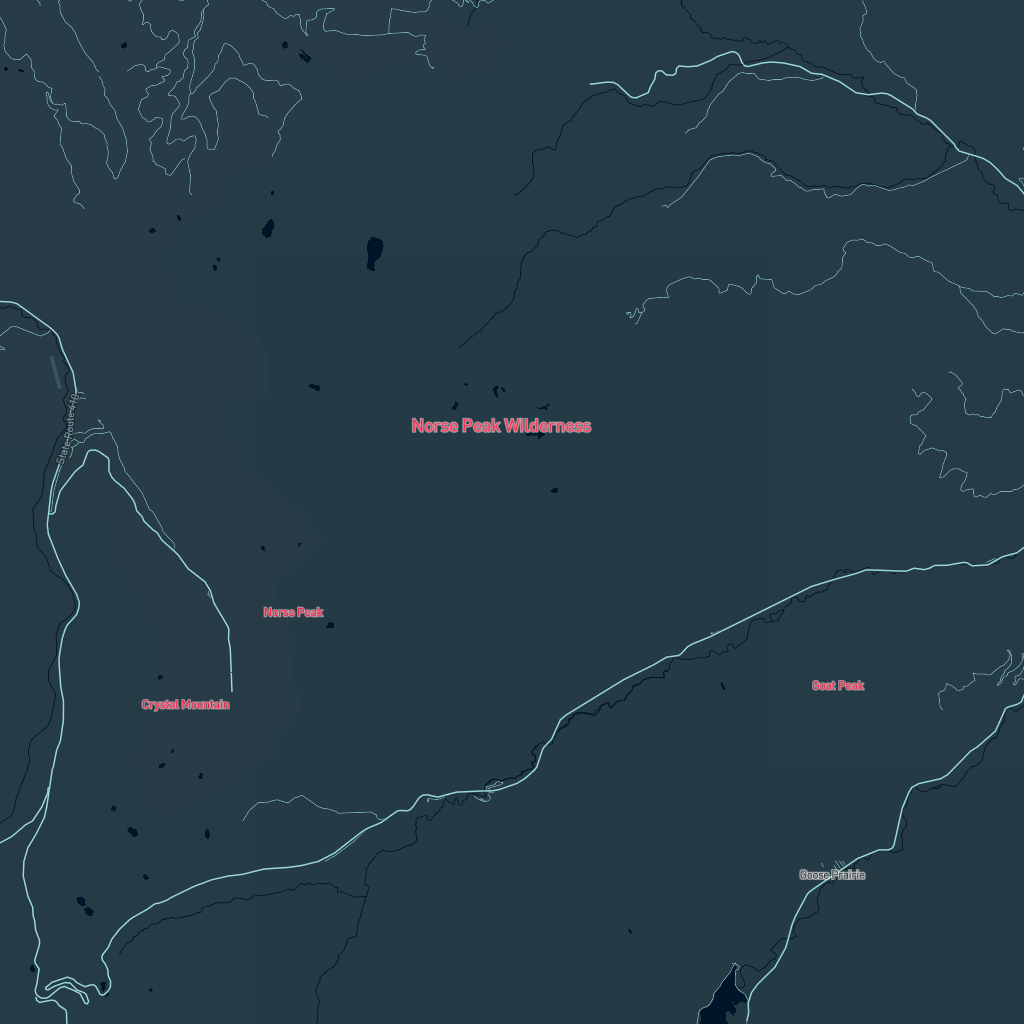 State Route 410
Norse Peak Wilderness
Norse Peak
Goat Peak
Crystal Mountain
Goose Prairie